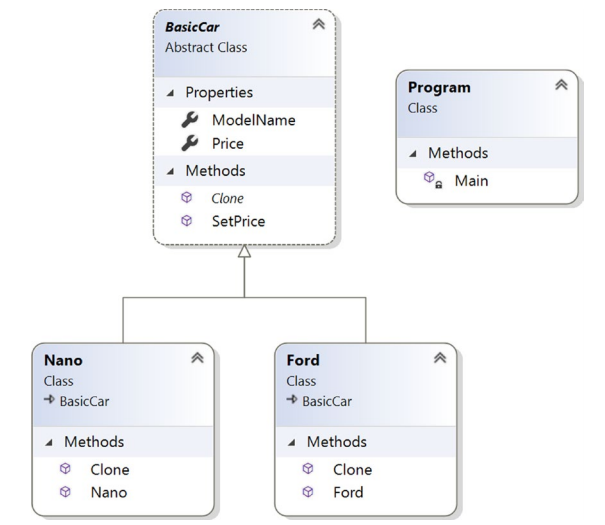 BasicCar
Abstract Class
Properties
ModelName
Price
Methods
Clone
SetPrice
Program
Class
Methods
Main
Nano
Class
BasicCar
Methods
Clone
Nano
Ford
Class
BasicCar
Methods
Clone
Ford